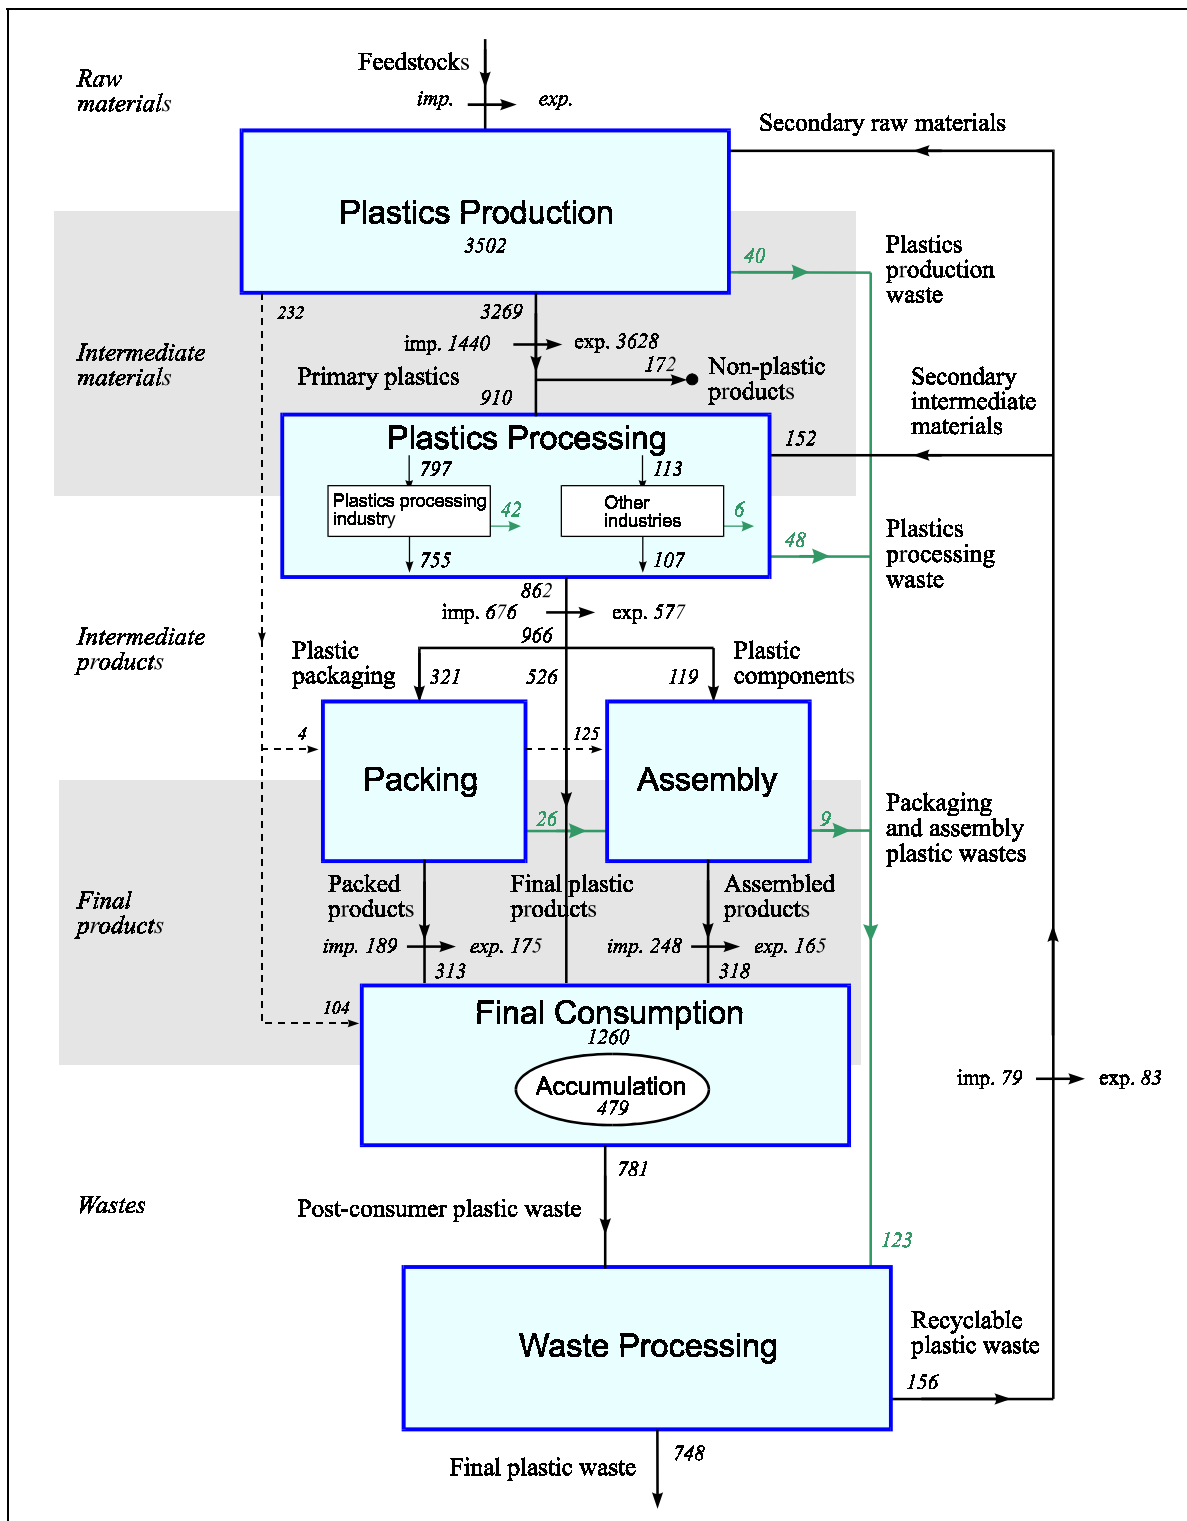 Feedstocks
Raw
materials
imp.
exp.
Secondary raw materials
Plastics Production
3502
40
Plastics
production
waste
232
3269
imp. 1440
exp. 3628
Intermediate
materials
172
Non-plastic
products
Primary plastics
910
Secondary
intermediate
materials
Plastics Processing
152
797
113
Plastics processing
industry
42
Other
industries
6
755
107
48
Plastics
processing
waste
862
imp. 676
exp. 577
966
Intermediate
products
Plastic
packaging
321
526
119
Plastic
components
4
125
Packing
Assembly
26
9
Packaging
and assembly
plastic wastes
Final
products
Packed
products
Final plastic
products
Assembled
products
imp. 189
exp. 175
imp. 248
exp. 165
313
318
104
Final Consumption
1260
Accumulation
479
imp. 79
exp. 83
781
Wastes
Post-consumer plastic waste
123
Waste Processing
Recyclable
plastic waste
156
Final plastic waste
748